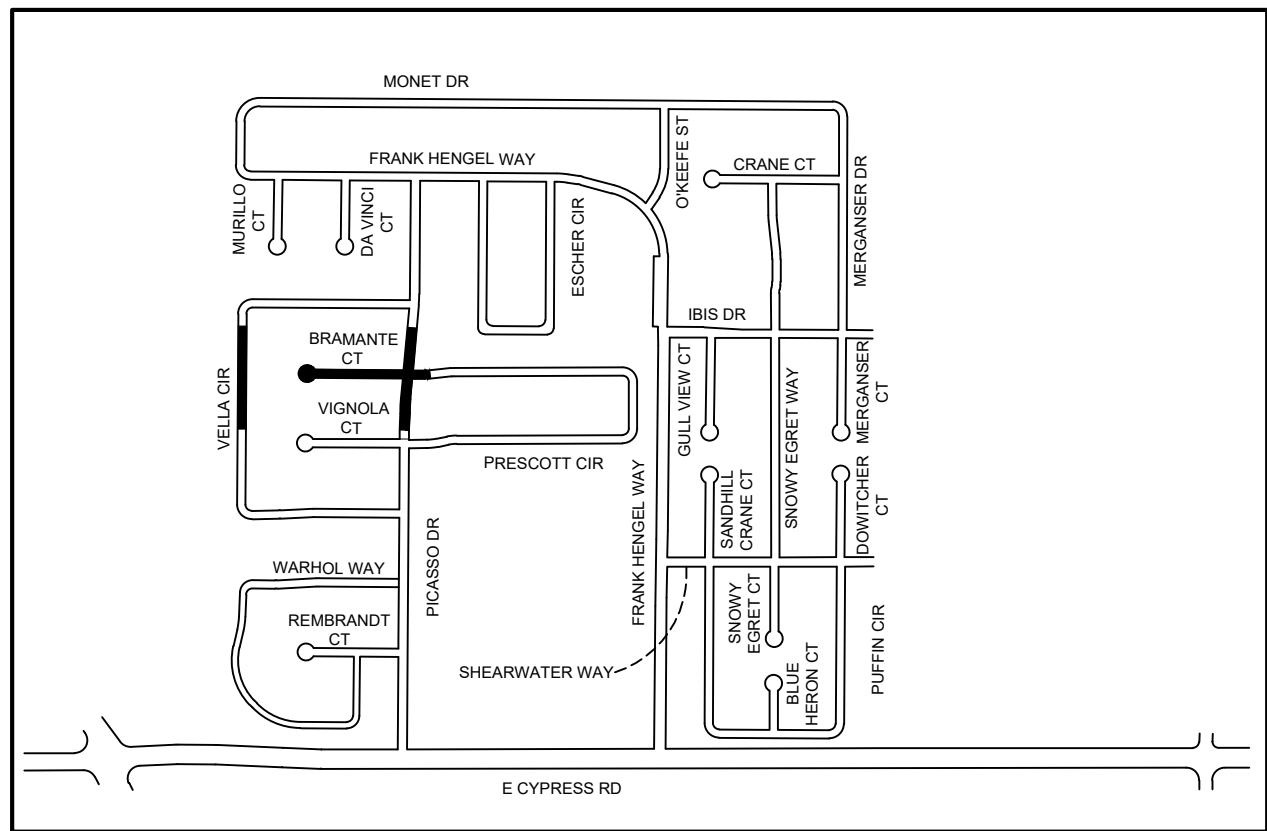 MONET DR
FRANK HENGEL WAY
O'KEEFE ST
CRANE CT
MURILLO
CT
DA VINCI
CT
ESCHER CIR
MERGANSER DR
IBIS DR
BRAMANTE
CT
VELLA CIR
VIGNOLA
CT
GULL VIEW CT
SNOWY EGRET WAY
MERGANSER
CT
PRESCOTT CIR
FRANK HENGEL WAY
SANDHILL
CRANE CT
DOWITCHER
CT
PICASSO DR
WARHOL WAY
REMBRANDT
CT
SNOWY
EGRET CT
SHEARWATER WAY
BLUE
HERON CT
PUFFIN CIR
E CYPRESS RD